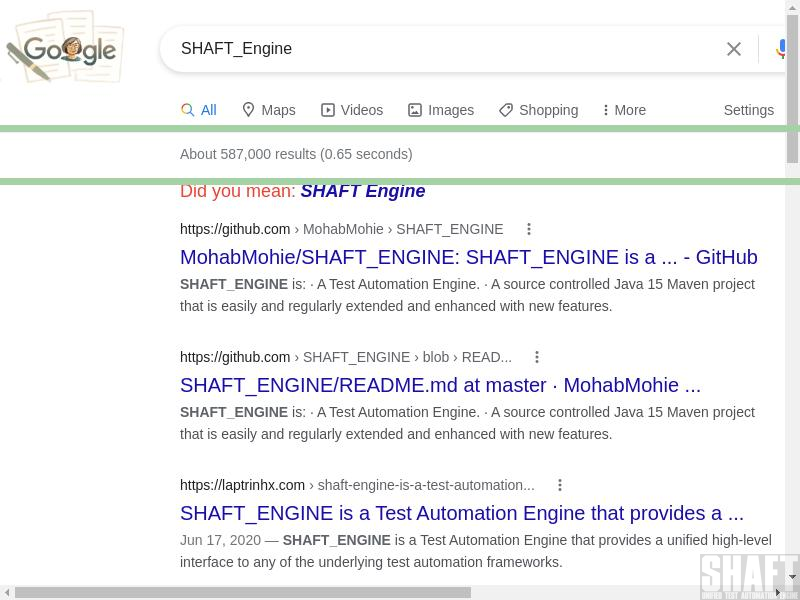 Google
SHAFT_Engine
All Maps Videos Images Shopping More Settings
About 587,000 results (0.65 seconds)
Did you mean: SHAFT Engine
https://github.com › MohabMohie › SHAFT_ENGINE
MohabMohie/SHAFT_ENGINE: SHAFT_ENGINE is a ... - GitHub
SHAFT_ENGINE is: · A Test Automation Engine. · A source controlled Java 15 Maven project
that is easily and regularly extended and enhanced with new features.
https://github.com › SHAFT_ENGINE › blob › READ...
SHAFT_ENGINE/README.md at master · MohabMohie ...
SHAFT_ENGINE is: · A Test Automation Engine. · A source controlled Java 15 Maven project
that is easily and regularly extended and enhanced with new features.
https://laptrinhx.com › shaft-engine-is-a-test-automation...
SHAFT_ENGINE is a Test Automation Engine that provides a ...
Jun 17, 2020 — SHAFT_ENGINE is a Test Automation Engine that provides a unified high-level
interface to any of the underlying test automation frameworks.
SHAFT
UNIFIED TEST AUTOMATION ENGINE